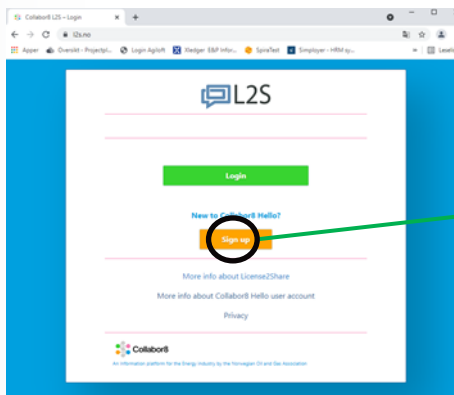 Collabor8 L2S – Login
l2s.no
Apper
Oversikt - Projectpl...
Login Agiloft
Xledger E&P Infor...
SpiraTest
Simployer - HRM sy...
L2S
Login
New to Collabor8 Hello?
Sign up
More info about License2Share
More info about Collabor8 Hello user account
Privacy
Collabor8
An information platform for the Energy industry by the Norwegian Oil and Gas Association